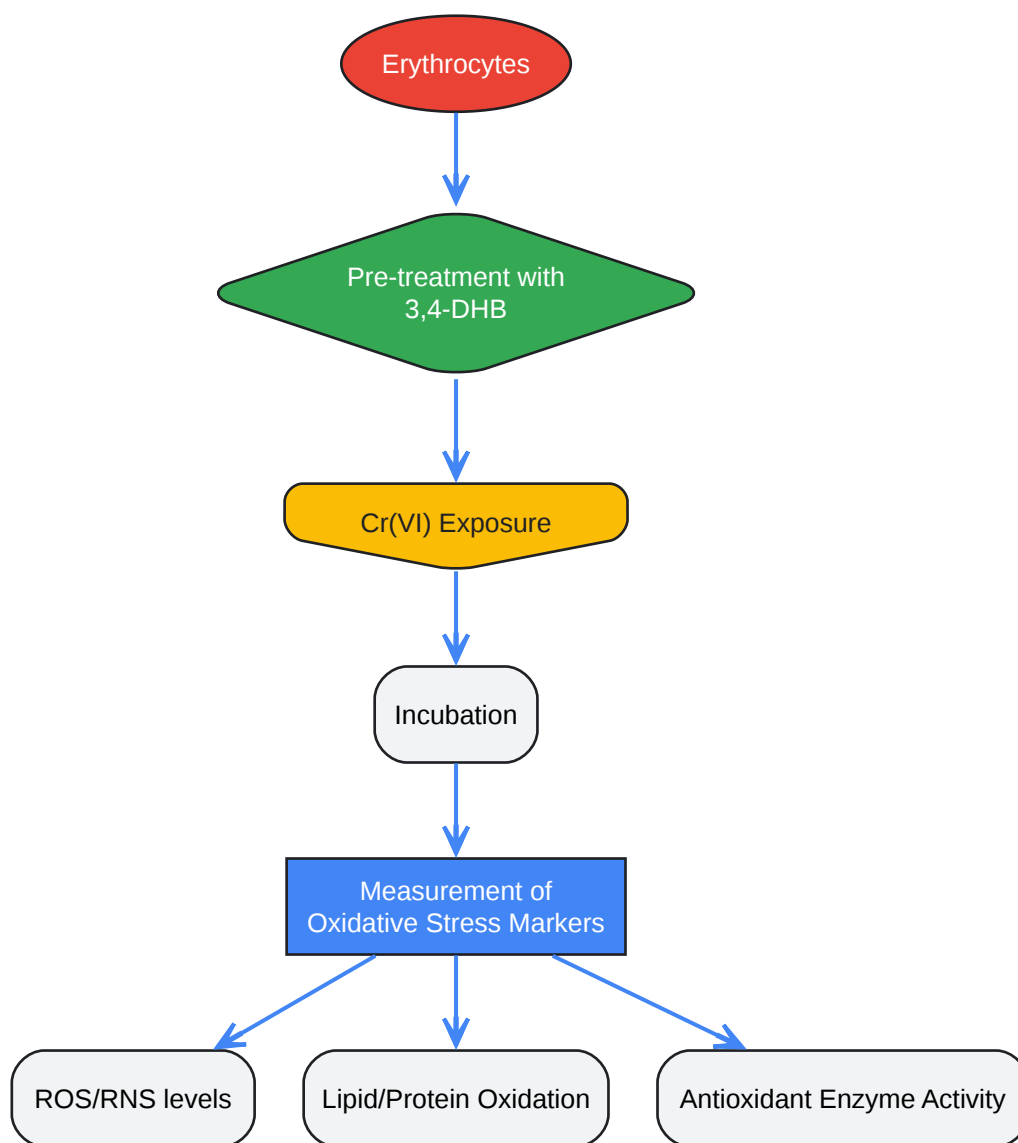 Erythrocytes
Pre-treatment with
3,4-DHB
Cr(VI) Exposure
Incubation
Measurement of
Oxidative Stress Markers
ROS/RNS levels
Lipid/Protein Oxidation
Antioxidant Enzyme Activity